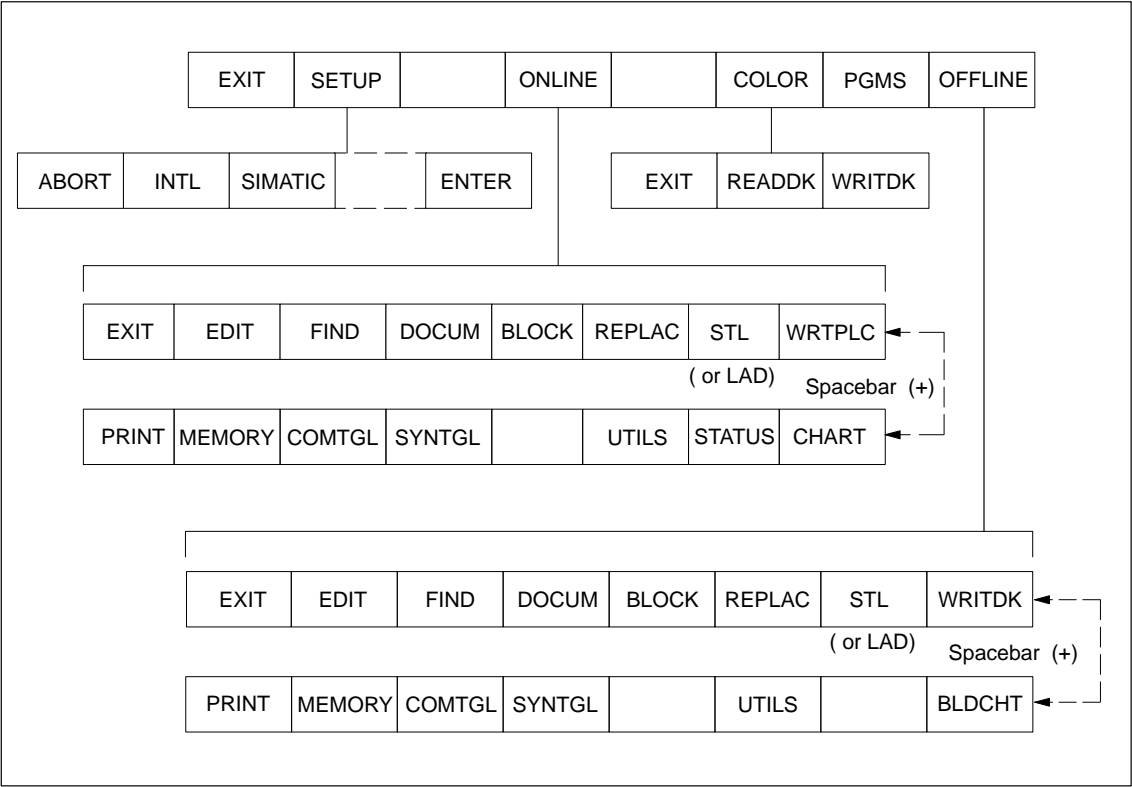 EXIT SETUP ONLINE COLOR PGMS OFFLINE
ABORT INTL SIMATIC ENTER EXIT READDK WRITDK
EXIT EDIT FIND DOCUM BLOCK REPLAC STL WRTPLC
( or LAD)
Spacebar (+)
PRINT MEMORY COMTGL SYNTGL UTILS STATUS CHART
EXIT EDIT FIND DOCUM BLOCK REPLAC STL WRITDK
( or LAD)
Spacebar (+)
PRINT MEMORY COMTGL SYNTGL UTILS BLDCHT